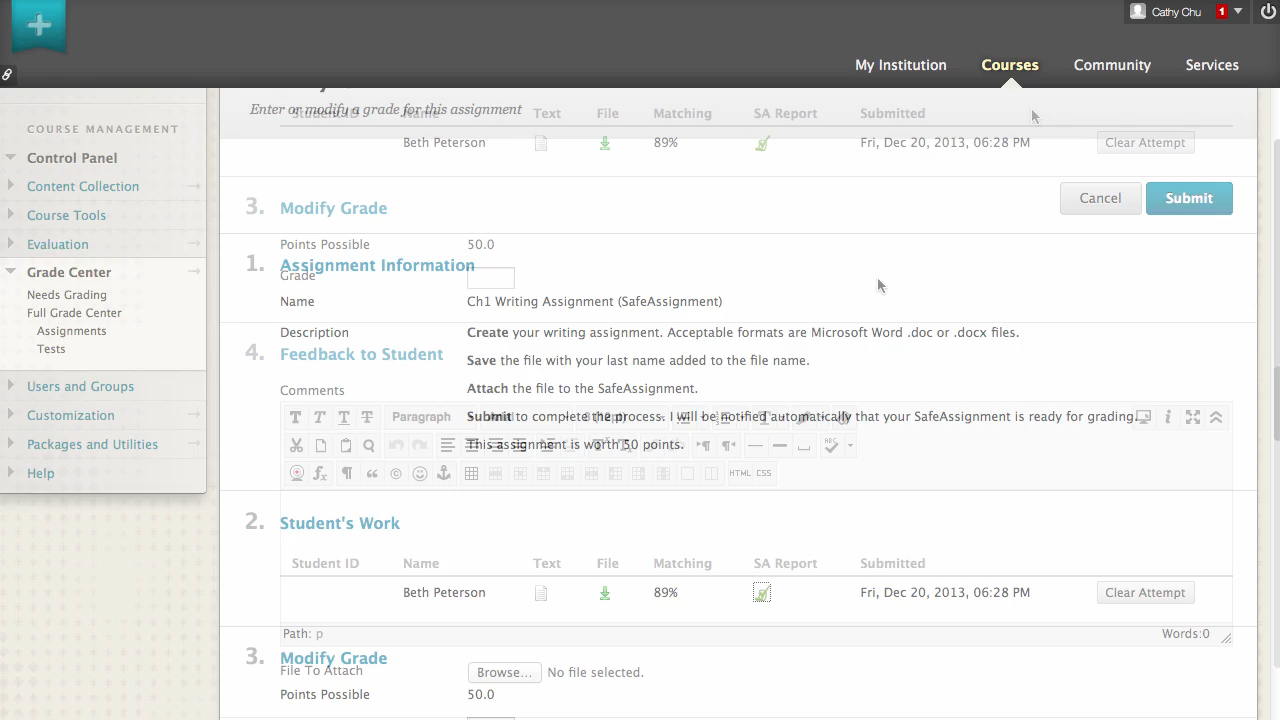 Cathy Chu 1
My Institution Courses Community Services
COURSE MANAGEMENT
Control Panel
Content Collection
Course Tools
Evaluation
Grade Center
Needs Grading
Full Grade Center
Assignments
Tests
Users and Groups
Customization
Packages and Utilities
Help
Enter or modify a grade for this assignment
Student ID Text File Matching SA Report Submitted
Beth Peterson 89% Fri, Dec 20, 2013, 06:28 PM Clear Attempt
3. Modify Grade Cancel Submit
Points Possible 50.0
1. Assignment Information
Grade
Name Ch1 Writing Assignment (SafeAssignment)
Description Create your writing assignment. Acceptable formats are Microsoft Word .doc or .docx files.
4. Feedback to Student Save the file with your last name added to the file name.
Comments Attach the file to the SafeAssignment.
T T T T Paragraph
Submit to complete the process. I will be notified automatically that your SafeAssignment is ready for grading.
This assignment is worth 50 points.
HTML CSS
2. Student's Work
Student ID Name Text File Matching SA Report Submitted
Beth Peterson 89% Fri, Dec 20, 2013, 06:28 PM Clear Attempt
Path: p Words:0
3. Modify Grade
File To Attach Browse... No file selected.
Points Possible 50.0